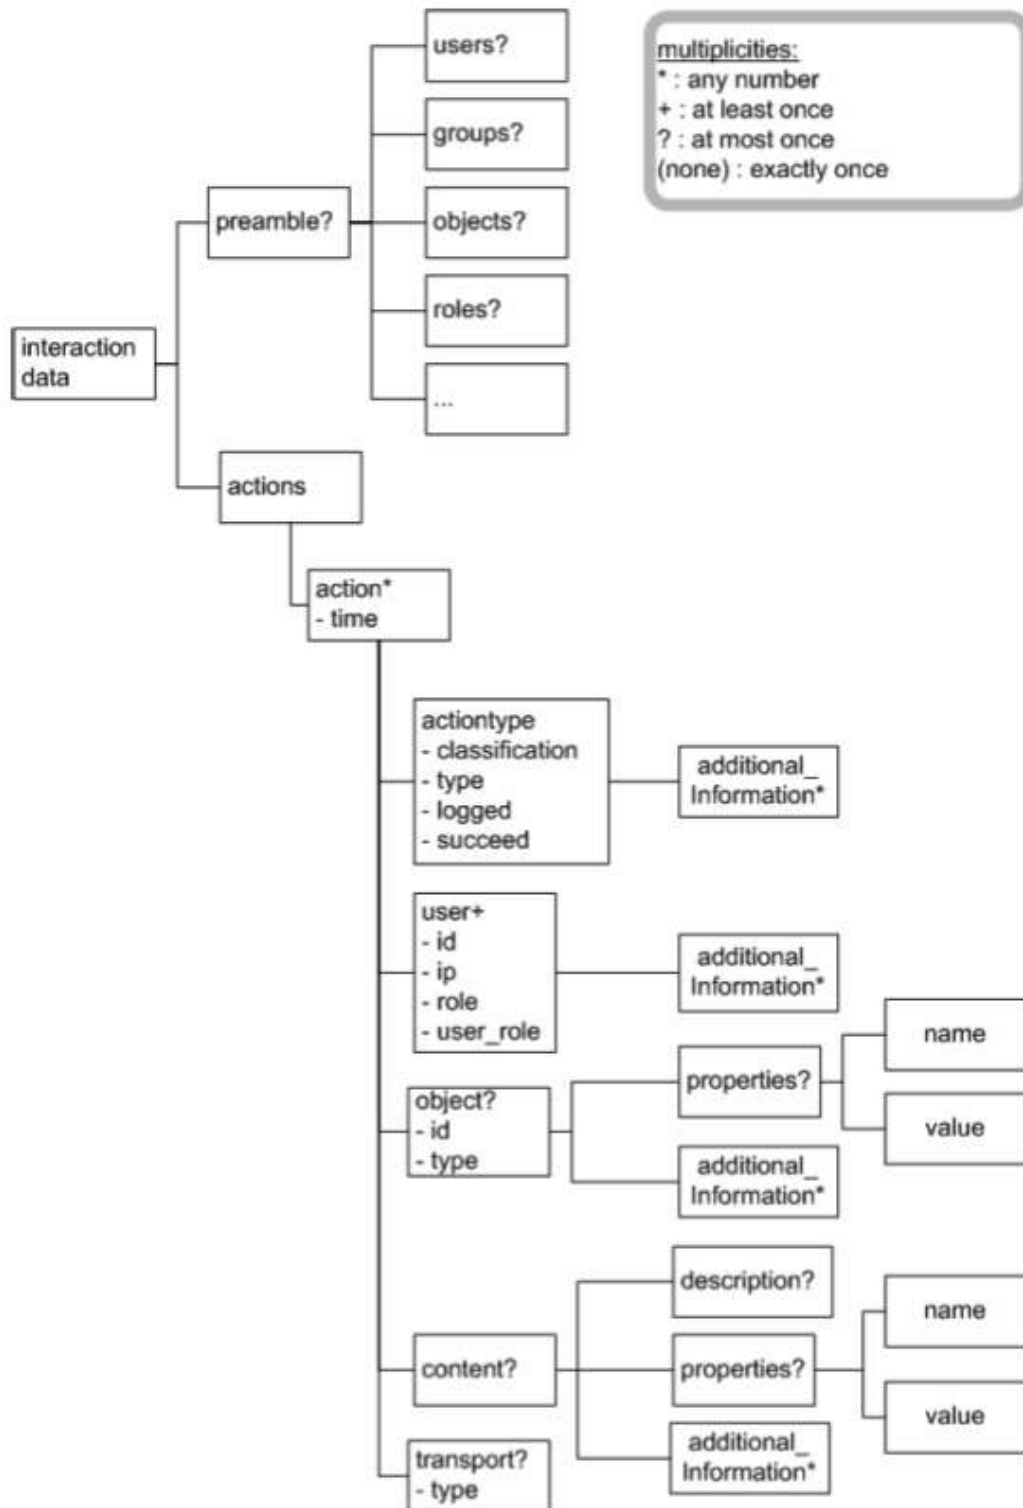 users?
multiplicities:
* : any number
+ : at least once
? : at most once
(none) : exactly once
groups?
preamble?
objects?
roles?
interaction
data
...
actions
action*
- time
actiontype
- classification
- type
- logged
- succeed
additional_
Information*
user+
- id
- ip
- role
- user_role
additional_
Information*
name
properties?
value
object?
- id
- type
additional_
Information*
description?
name
content?
properties?
value
additional_
Information*
transport?
- type